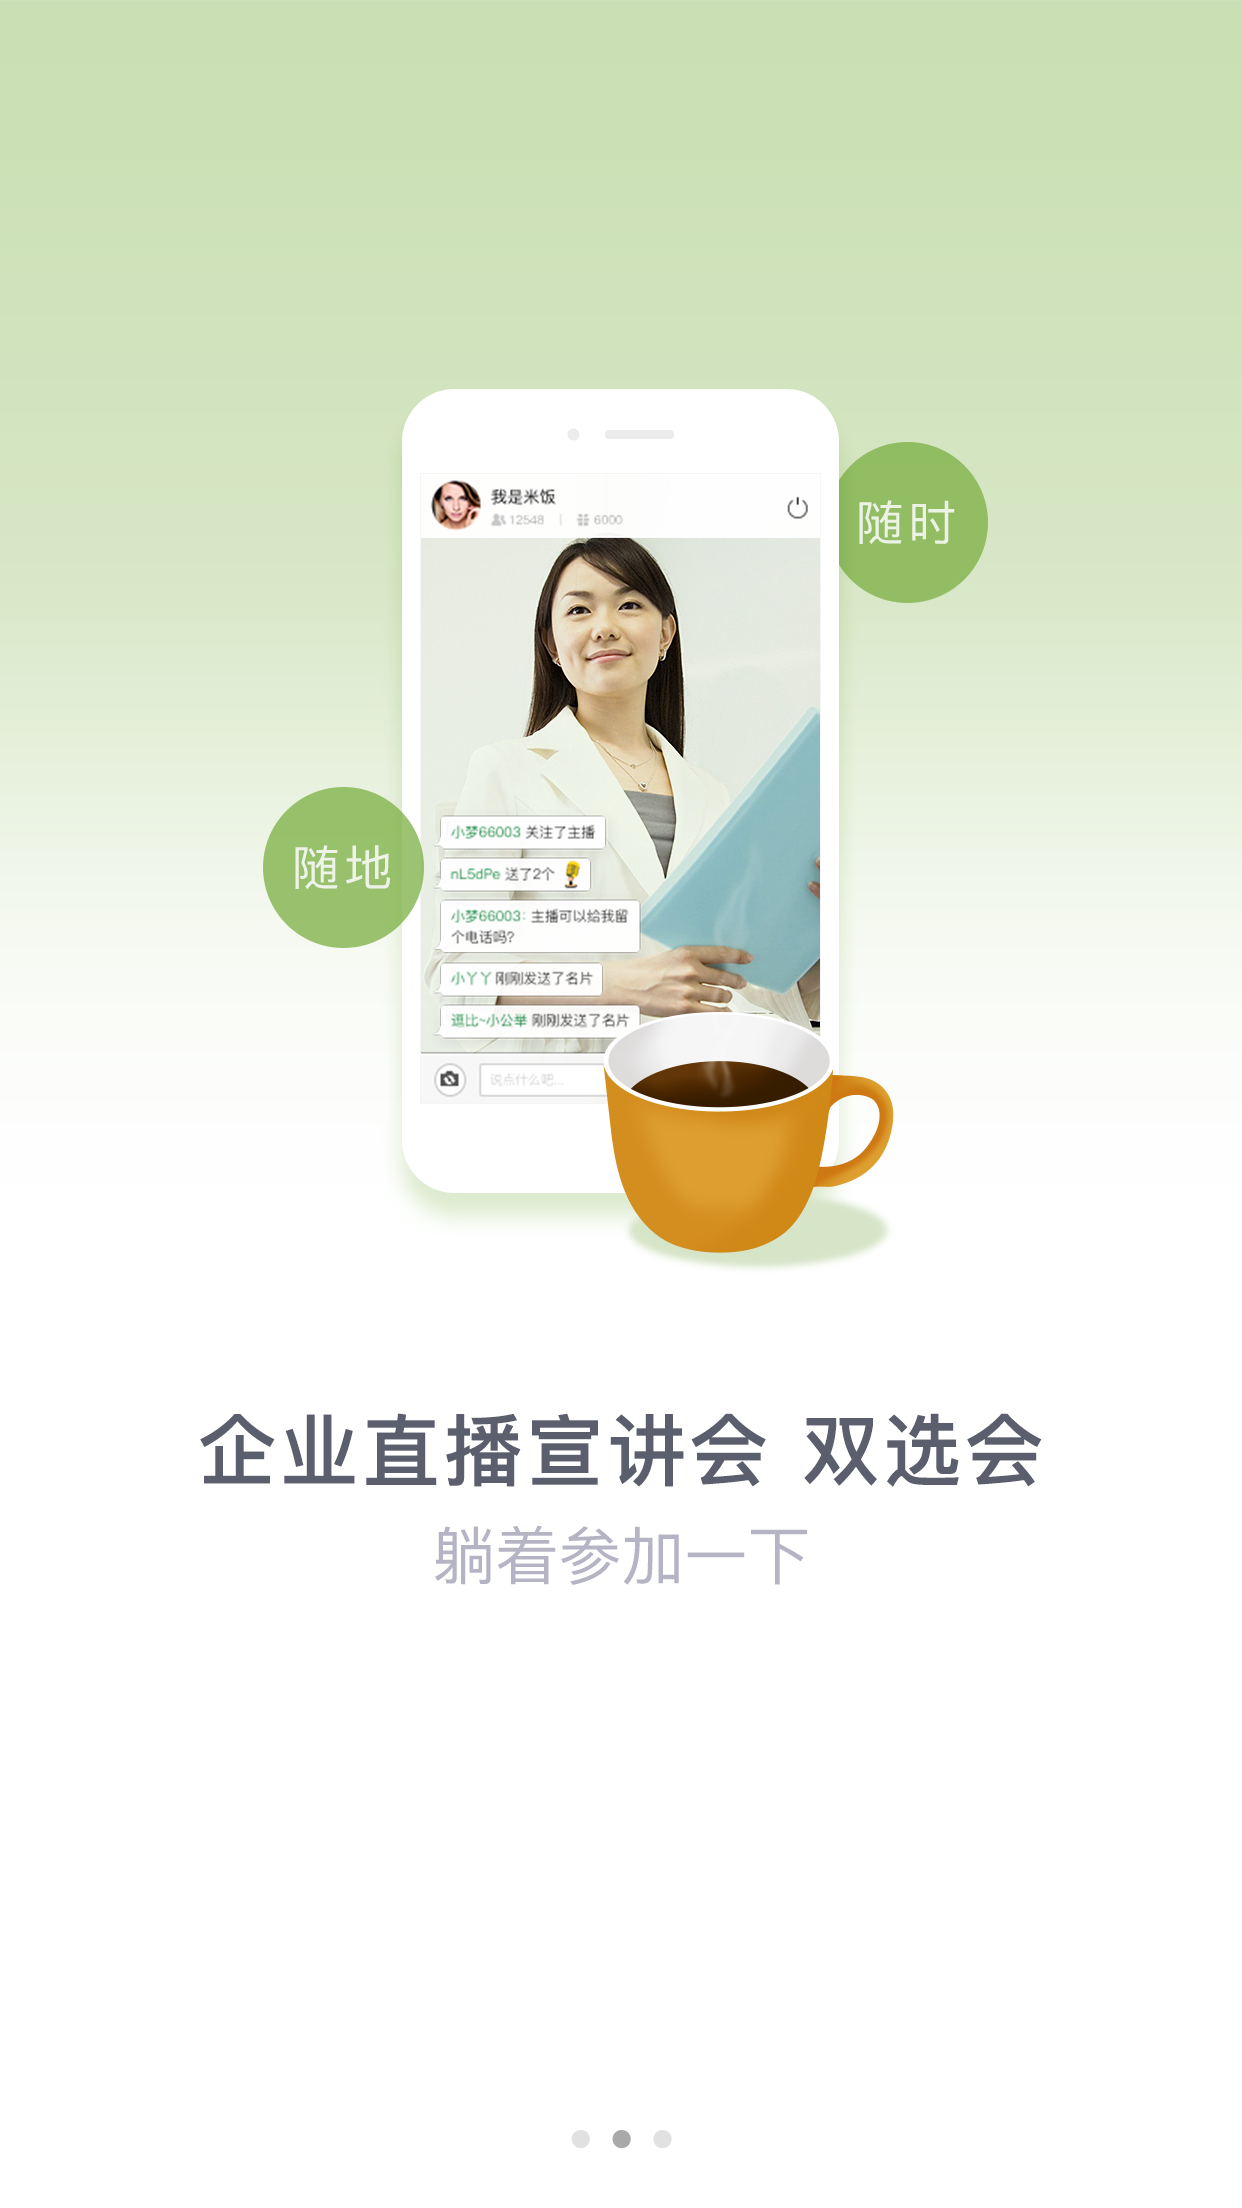 我是米饭
12548 | 6000
随时
小梦66003 关注了主播
随地
nL5dPe 送了2个
小梦66003: 主播可以给我留
个电话吗?
小丫丫 刚刚发送了名片
逗比~小公举 刚刚发送了名片
说点什么吧...
企业直播宣讲会 双选会
躺着参加一下